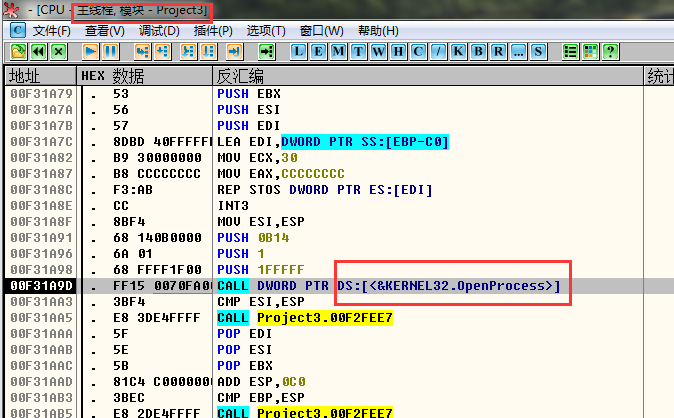 - [CPU - 主线程, 模块 - Project3]
C 文件(F) 查看(V) 调试(D) 插件(P) 选项(T) 窗口(W) 帮助(H)
L E M T W H C / K B R ... S ?
地址 HEX 数据 反汇编 统计
00F31A79 . 53 PUSH EBX
00F31A7A . 56 PUSH ESI
00F31A7B . 57 PUSH EDI
00F31A7C . 8DBD 40FFFFF LEA EDI,DWORD PTR SS:[EBP-C0]
00F31A82 . B9 30000000 MOV ECX,30
00F31A87 . B8 CCCCCCCC MOV EAX,CCCCCCCC
00F31A8C . F3:AB REP STOS DWORD PTR ES:[EDI]
00F31A8E . CC INT3
00F31A8F . 8BF4 MOV ESI,ESP
00F31A91 . 68 140B0000 PUSH 0B14
00F31A96 . 6A 01 PUSH 1
00F31A98 . 68 FFFF1F00 PUSH 1FFFFF
00F31A9D . FF15 0070FA00 CALL DWORD PTR DS:[<&KERNEL32.OpenProcess>]
00F31AA3 . 3BF4 CMP ESI,ESP
00F31AA5 . E8 3DE4FFFF CALL Project3.00F2FEE7
00F31AAA . 5F POP EDI
00F31AAB . 5E POP ESI
00F31AAC . 5B POP EBX
00F31AAD . 81C4 C0000000 ADD ESP,0C0
00F31AB3 . 3BEC CMP EBP,ESP
00F31AB5 . E8 2DE4FFFF CALL Project3.00F2FEE7